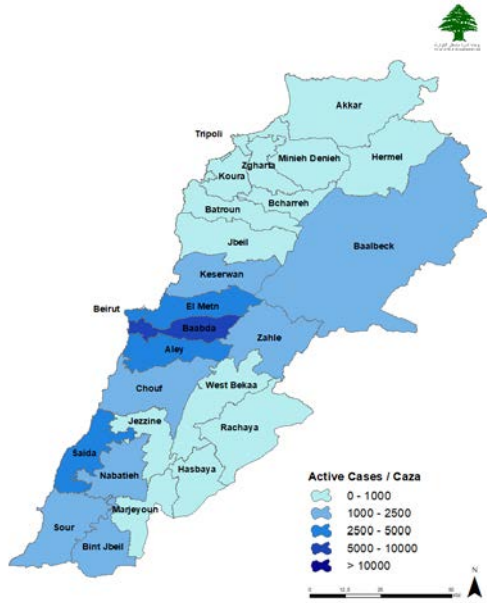 Akkar
Tripoli
Zgharta
Minieh Denieh
Hermel
Koura
Bcharreh
Batroun
Jbeil
Baalbeck
Keserwan
El Metn
Beirut
Baabda
Zahle
Aley
Chouf
West Bekaa
Jezzine
Rachaya
Saida
Hasbaya
Nabatieh
Marjeyoun
Sour
Bint Jbeil
Active Cases / Caza
0 - 1000
1000 - 2500
2500 - 5000
5000 - 10000
> 10000
N